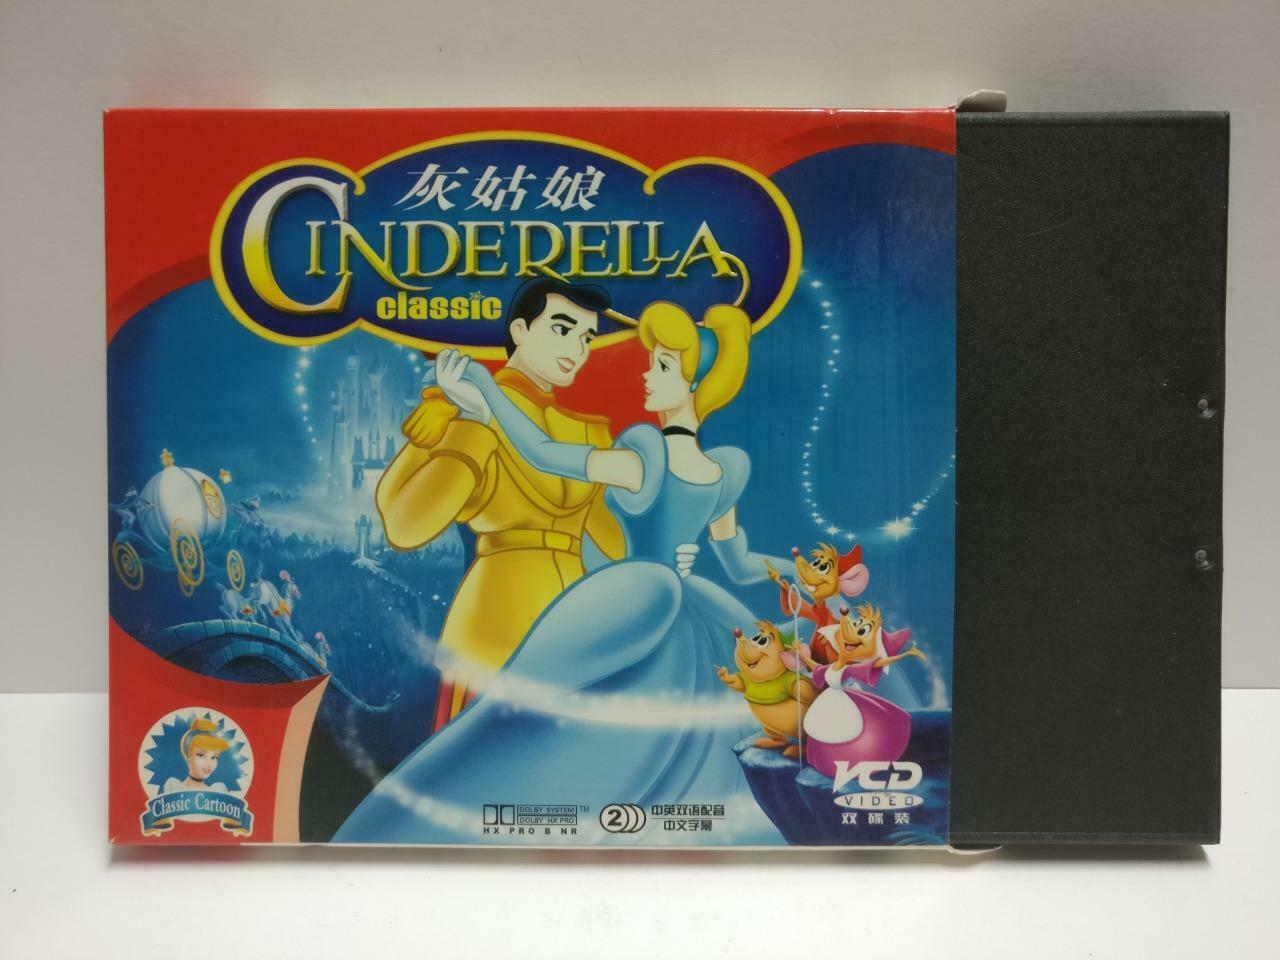 灰姑娘
CINDERELLA
classic
Classic Cartoon
DOLBY SYSTEM TM
DOLBY HX PRO
HX PRO B NR
2
中英双语配音
中文字幕
VCD
VIDEO
双碟装